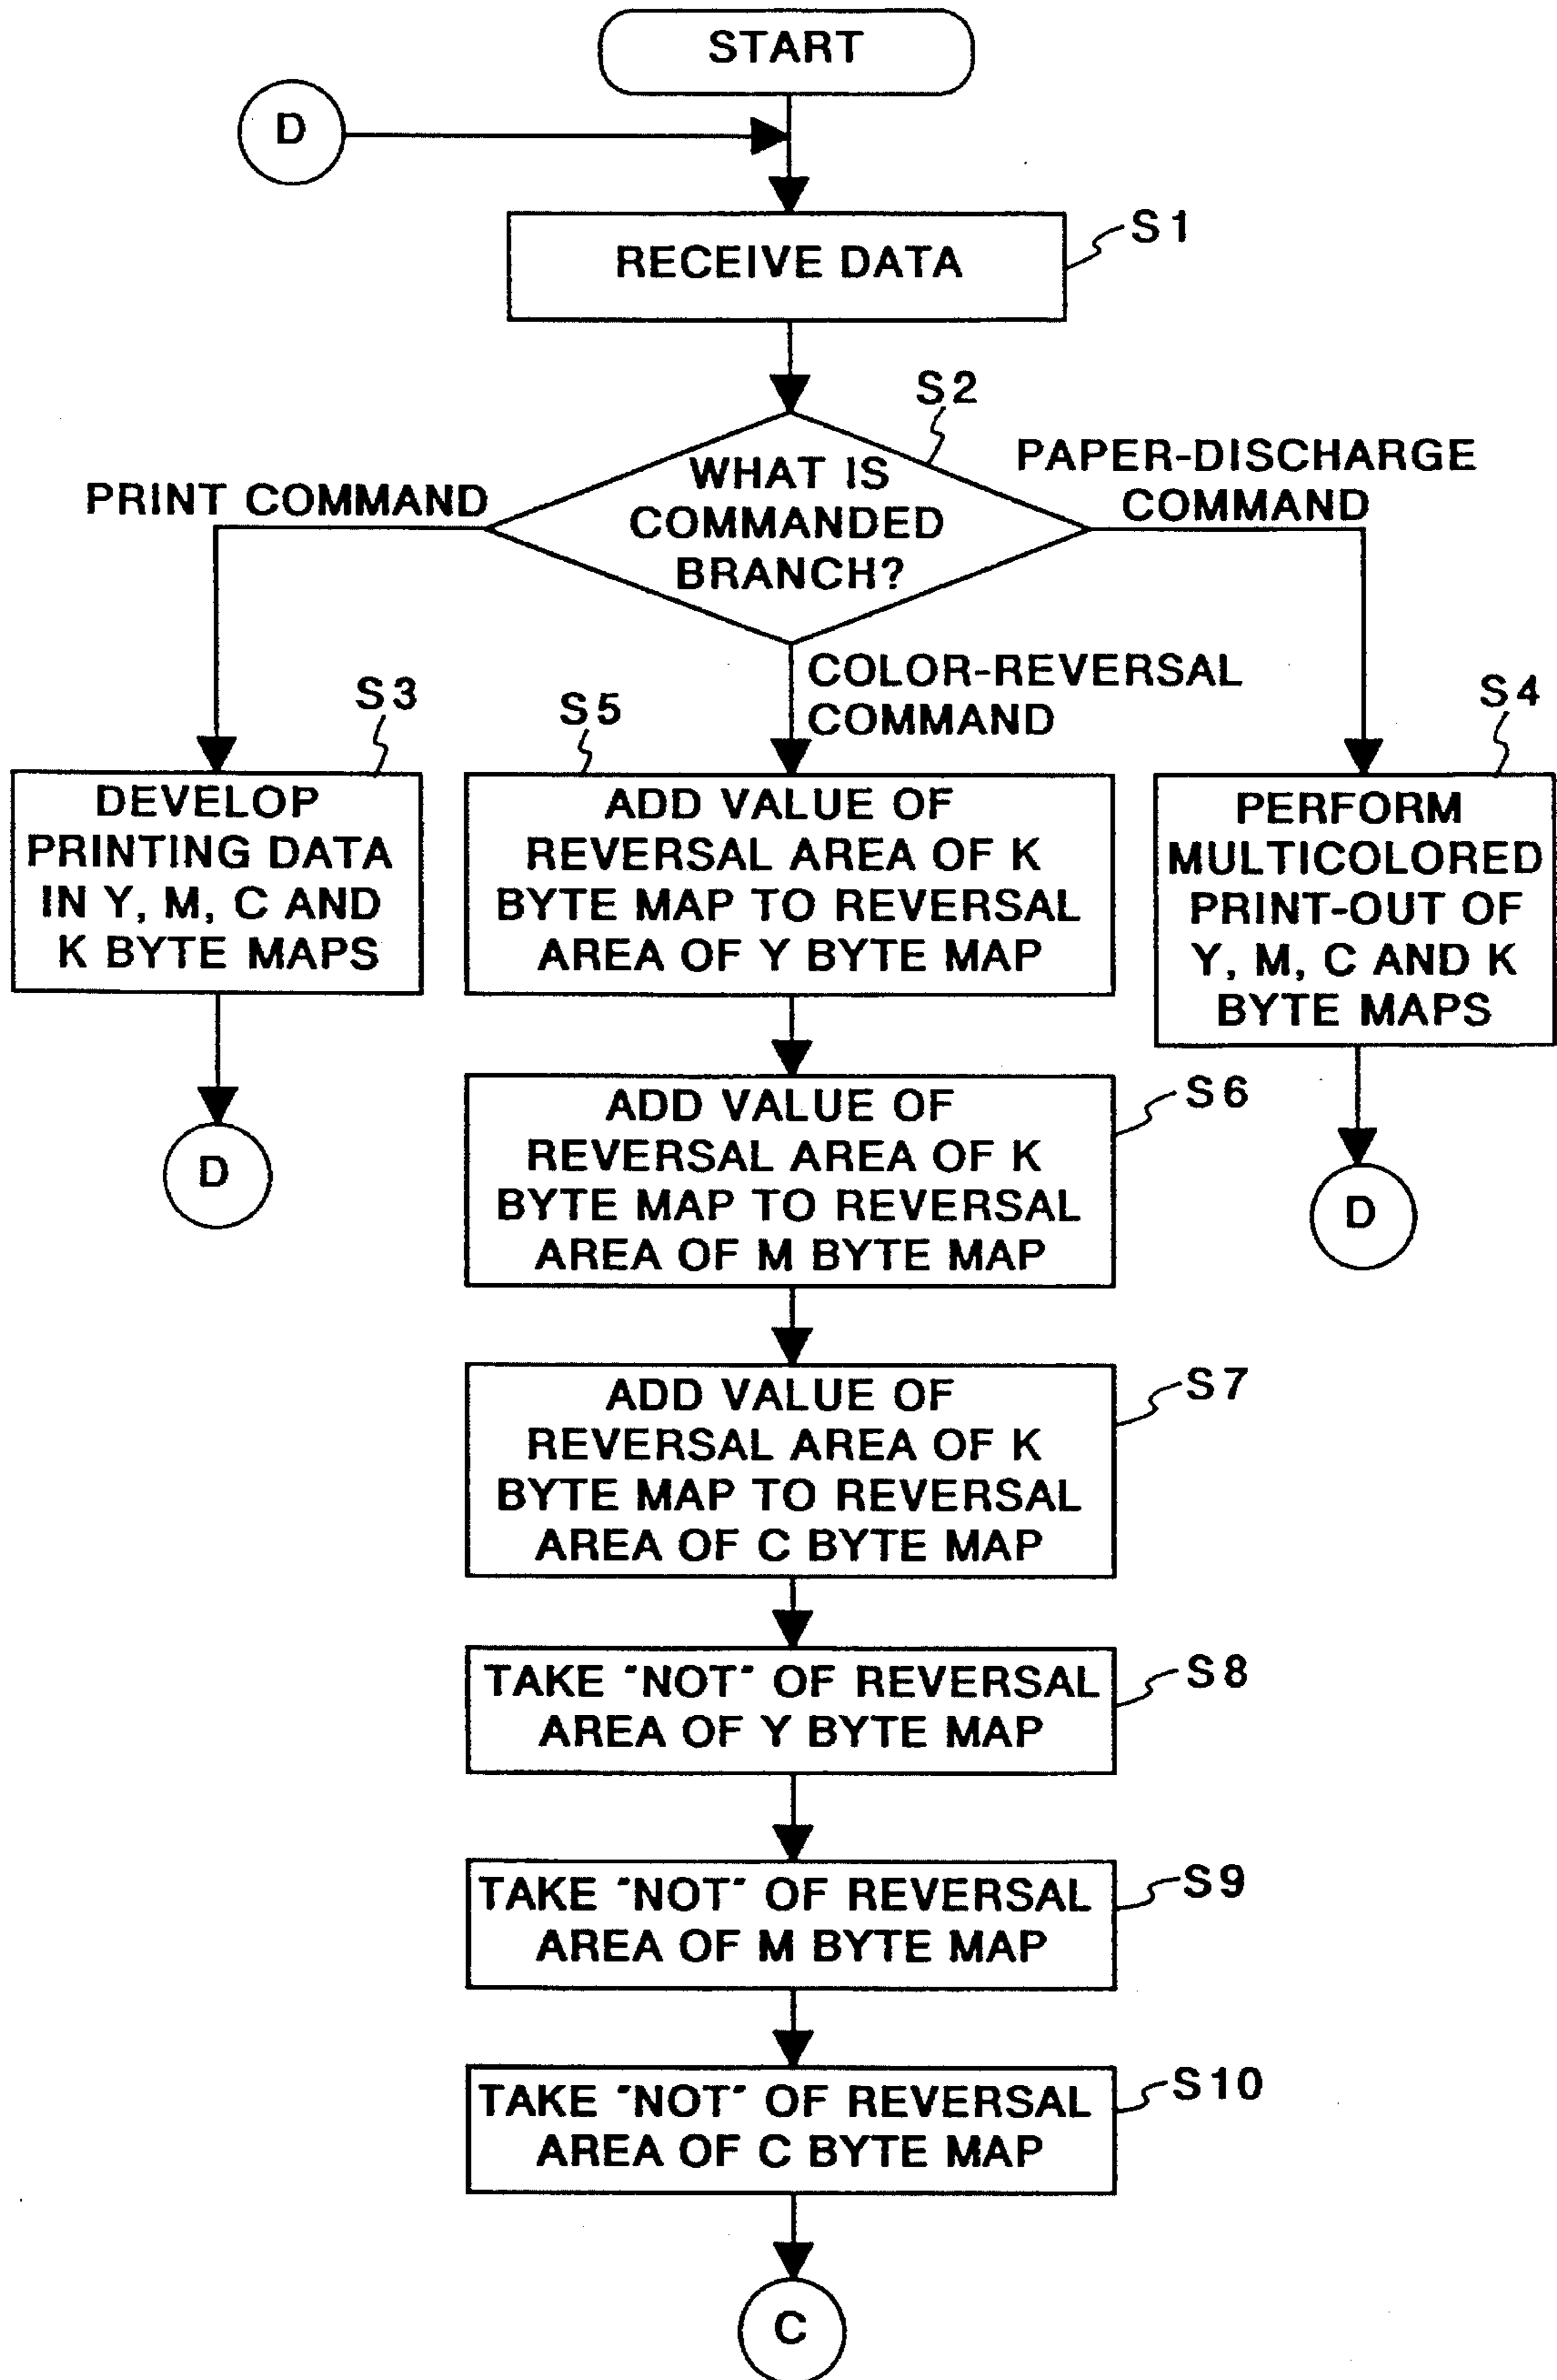 START
D
RECEIVE DATA
S1
S2
WHAT IS
COMMANDED
BRANCH?
PRINT COMMAND
PAPER-DISCHARGE
COMMAND
COLOR-REVERSAL
COMMAND
S3
DEVELOP
PRINTING DATA
IN Y, M, C AND
K BYTE MAPS
D
S5
ADD VALUE OF
REVERSAL AREA OF K
BYTE MAP TO REVERSAL
AREA OF Y BYTE MAP
S4
PERFORM
MULTICOLORED
PRINT-OUT OF
Y, M, C AND K
BYTE MAPS
D
S6
ADD VALUE OF
REVERSAL AREA OF K
BYTE MAP TO REVERSAL
AREA OF M BYTE MAP
S7
ADD VALUE OF
REVERSAL AREA OF K
BYTE MAP TO REVERSAL
AREA OF C BYTE MAP
S8
TAKE "NOT" OF REVERSAL
AREA OF Y BYTE MAP
S9
TAKE "NOT" OF REVERSAL
AREA OF M BYTE MAP
S10
TAKE "NOT" OF REVERSAL
AREA OF C BYTE MAP
C